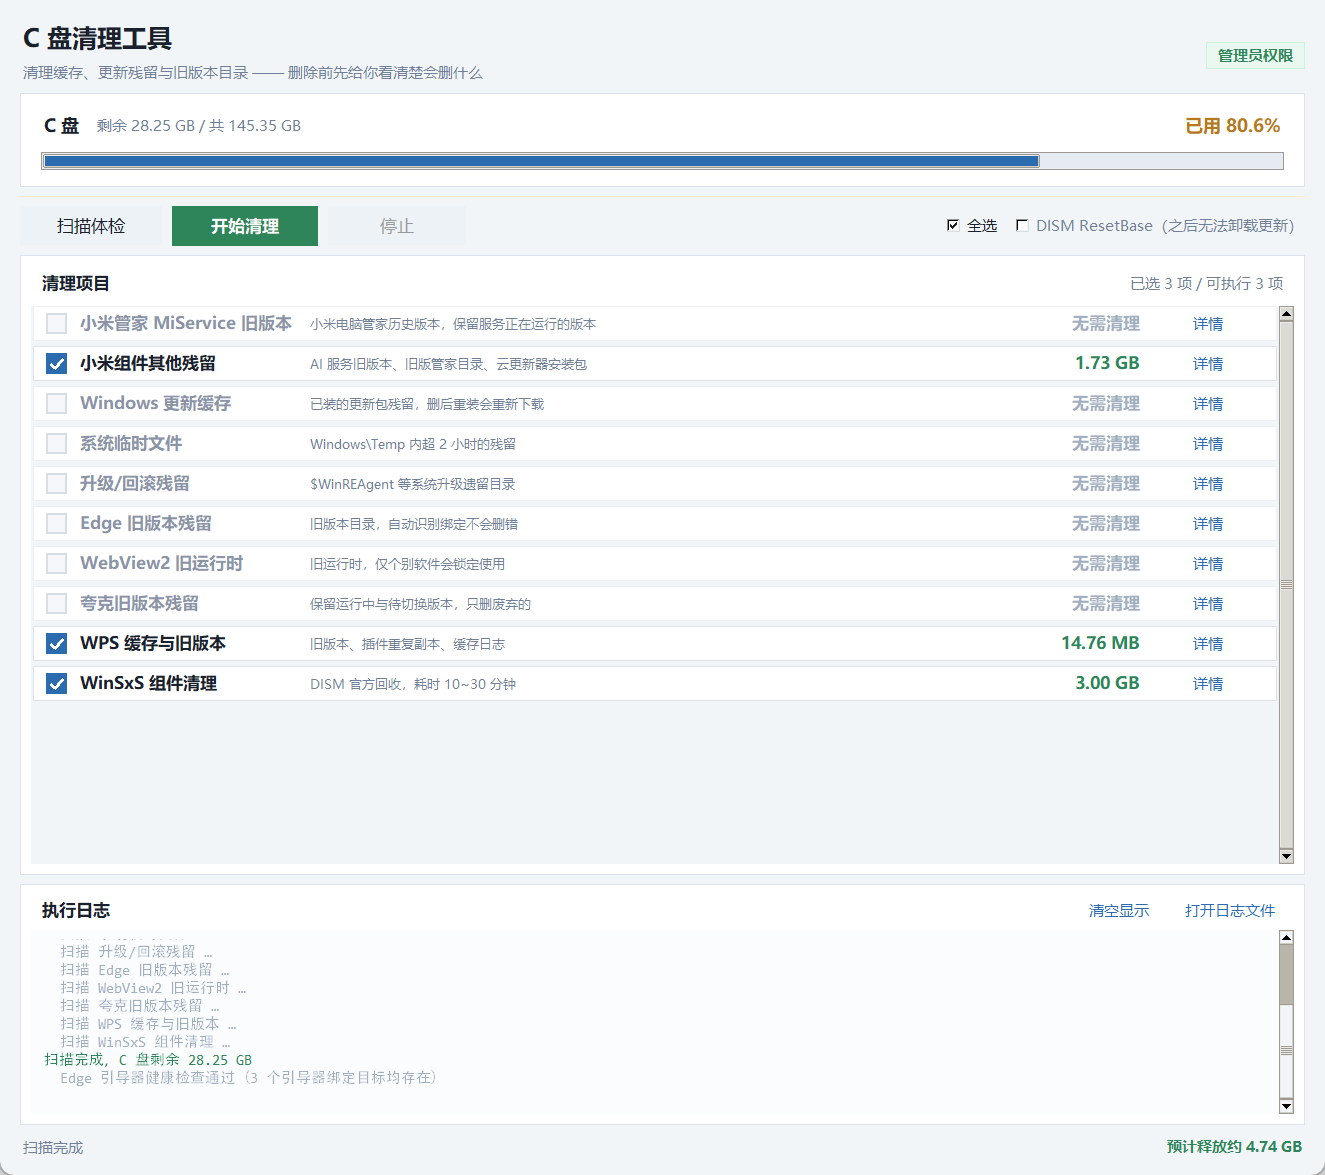 C 盘清理工具
清理缓存、更新残留与旧版本目录 —— 删除前先给你看清楚会删什么
管理员权限
C 盘 剩余 28.25 GB / 共 145.35 GB 已用 80.6%
扫描体检 开始清理 停止 全选 DISM ResetBase（之后无法卸载更新）
清理项目 已选 3 项 / 可执行 3 项
小米管家 MiService 旧版本 小米电脑管家历史版本，保留服务正在运行的版本 无需清理 详情
小米组件其他残留 AI 服务旧版本、旧版管家目录、云更新器安装包 1.73 GB 详情
Windows 更新缓存 已装的更新包残留，删后重装会重新下载 无需清理 详情
系统临时文件 Windows\Temp 内超 2 小时的残留 无需清理 详情
升级/回滚残留 $WinREAgent 等系统升级遗留目录 无需清理 详情
Edge 旧版本残留 旧版本目录，自动识别绑定不会删错 无需清理 详情
WebView2 旧运行时 旧运行时，仅个别软件会锁定使用 无需清理 详情
夸克旧版本残留 保留运行中与待切换版本，只删废弃的 无需清理 详情
WPS 缓存与旧版本 旧版本、插件重复副本、缓存日志 14.76 MB 详情
WinSxS 组件清理 DISM 官方回收，耗时 10~30 分钟 3.00 GB 详情
执行日志 清空显示 打开日志文件
扫描 升级/回滚残留 …
扫描 Edge 旧版本残留 …
扫描 WebView2 旧运行时 …
扫描 夸克旧版本残留 …
扫描 WPS 缓存与旧版本 …
扫描 WinSxS 组件清理 …
扫描完成，C 盘剩余 28.25 GB
Edge 引导器健康检查通过（3 个引导器绑定目标均存在）
扫描完成 预计释放约 4.74 GB